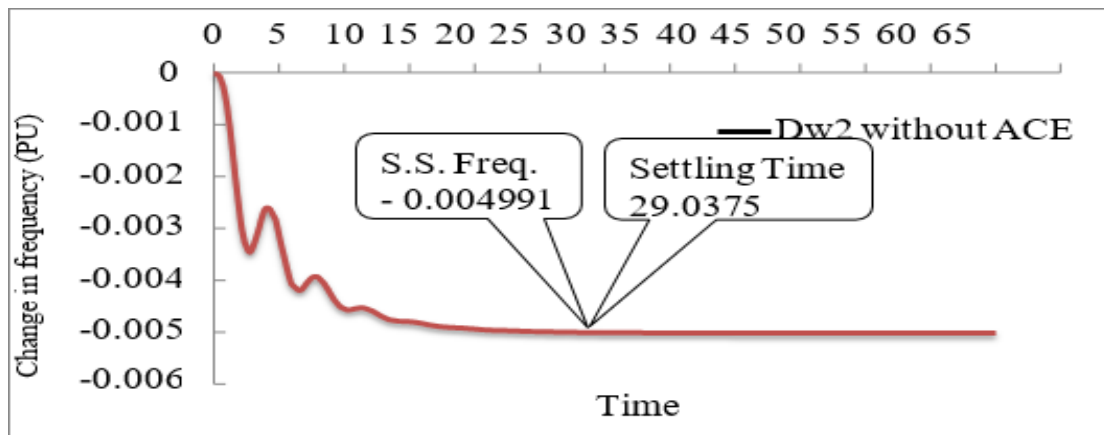 0 5 10 15 20 25 30 35 40 45 50 55 60 65
0
-0.001
-0.002
-0.003
-0.004
-0.005
-0.006
Change in frequency (PU)
Dw2 without ACE
S.S. Freq.
- 0.004991
Settling Time
29.0375
Time